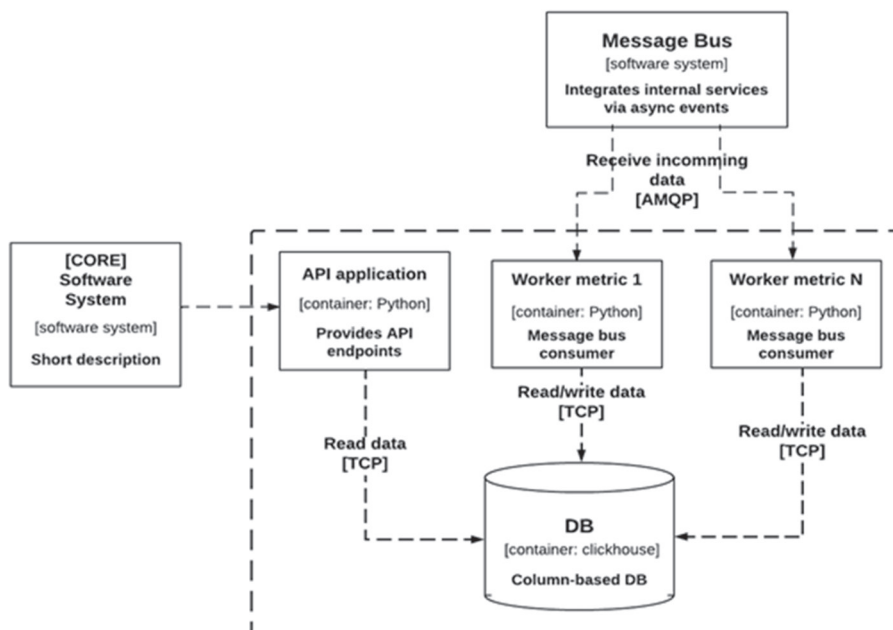 Message Bus
[software system]
Integrates internal services
via async events
Receive incomming
data
[AMQP]
[CORE]
Software
System
[software system]
Short description
API application
[container: Python]
Provides API
endpoints
Worker metric 1
[container: Python]
Message bus
consumer
Worker metric N
[container: Python]
Message bus
consumer
Read data
[TCP]
Read/write data
[TCP]
Read/write data
[TCP]
DB
[container: clickhouse]
Column-based DB